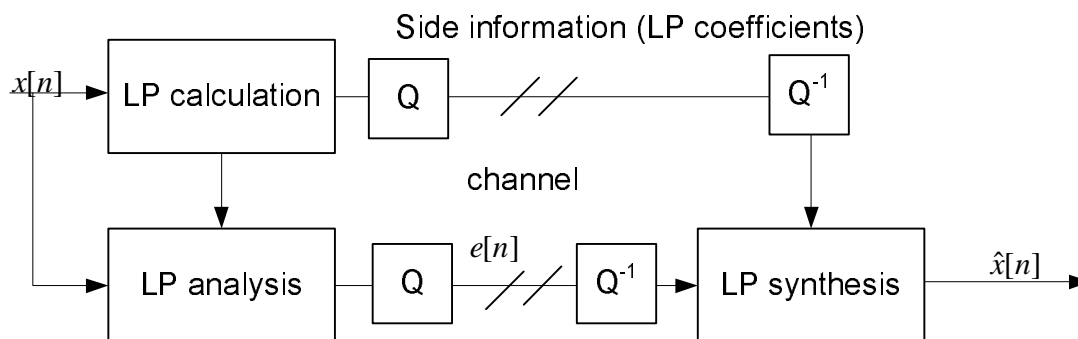 Side information (LP coefficients)
x[n]
LP calculation
Q
Q⁻¹
channel
LP analysis
Q
e[n]
Q⁻¹
LP synthesis
x̂[n]